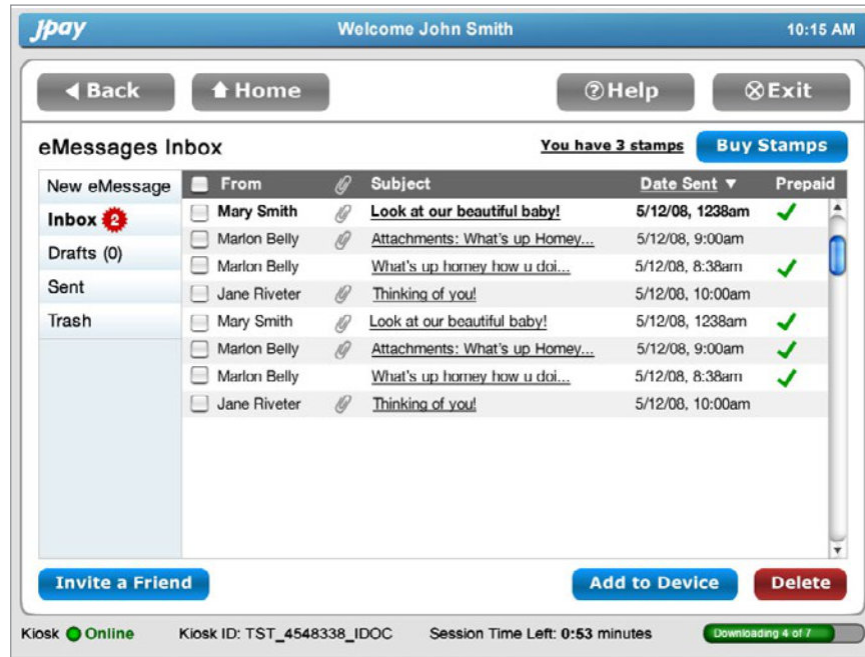 Jpay Welcome John Smith 10:15 AM
Back Home Help Exit
eMessages Inbox You have 3 stamps Buy Stamps
New eMessage From Subject Date Sent ▼ Prepaid
Inbox 2 Mary Smith Look at our beautiful baby! 5/12/08, 1238am
Marlon Belly Attachments: What's up Homey... 5/12/08, 9:00am
Drafts (0) Marlon Belly What's up homey how u doi... 5/12/08, 8:38am
Sent Jane Riveter Thinking of you! 5/12/08, 10:00am
Trash Mary Smith Look at our beautiful baby! 5/12/08, 1238am
Marlon Belly Attachments: What's up Homey... 5/12/08, 9:00am
Marlon Belly What's up homey how u doi... 5/12/08, 8:38am
Jane Riveter Thinking of you! 5/12/08, 10:00am
Invite a Friend Add to Device Delete
Kiosk Online Kiosk ID: TST_4548338_IDOC Session Time Left: 0:53 minutes Downloading 4 of 7